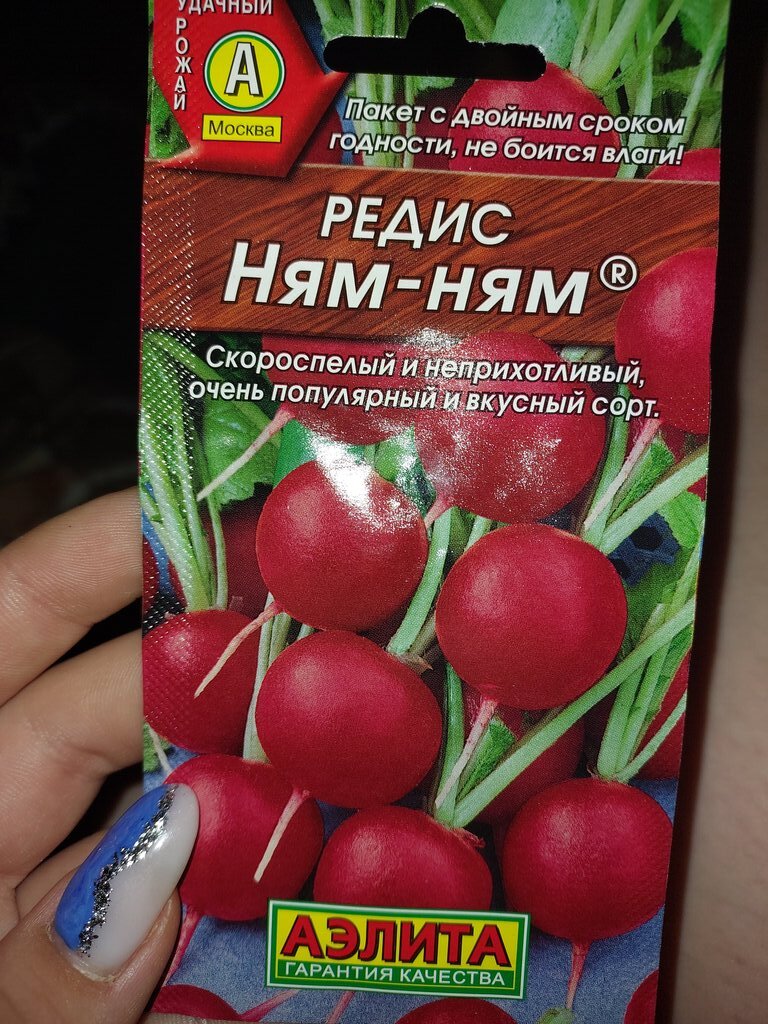 УДАЧНЫЙ
УРОЖАЙ
А
Москва
Пакет с двойным сроком
годности, не боится влаги!
РЕДИС
Ням-ням®
Скороспелый и неприхотливый,
очень популярный и вкусный сорт.
АЭЛИТА
ГАРАНТИЯ КАЧЕСТВА